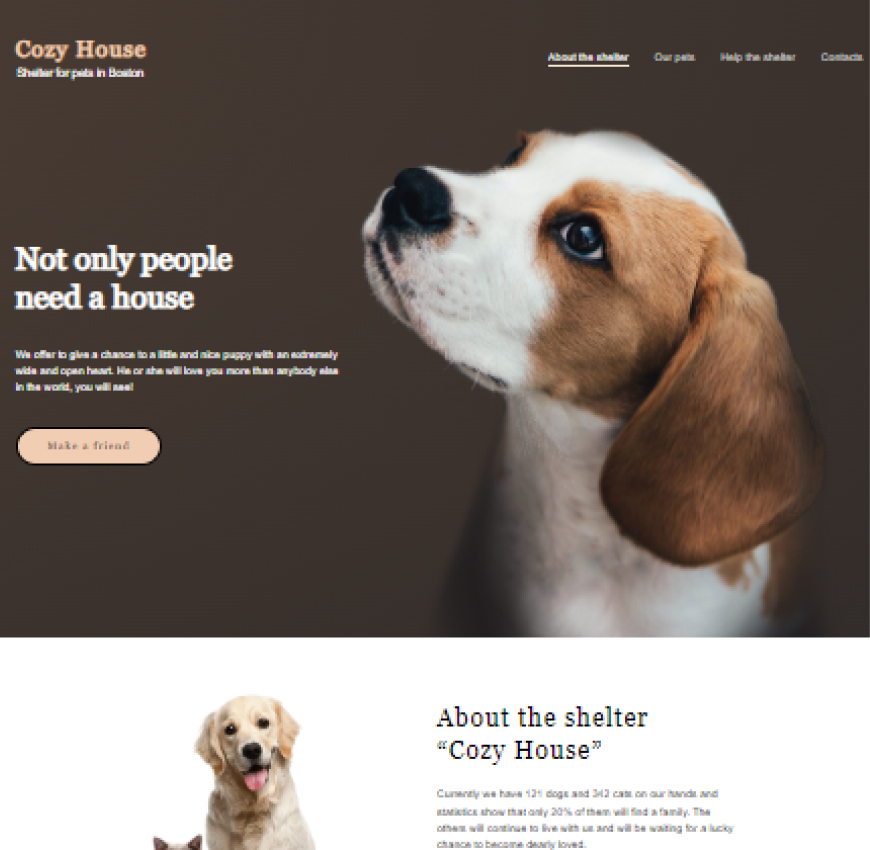 Cozy House
Shelter for pets in Boston
About the shelter
Our pets
Help the shelter
Contacts
Not only people
need a house
We offer to give a chance to a little and nice puppy with an extremely
wide and open heart. He or she will love you more than anybody else
in the world, you will see!
Make a friend
About the shelter
“Cozy House”
Currently we have 121 dogs and 342 cats on our hands and
statistics show that only 20% of them will find a family. The
others will continue to live with us and will be waiting for a lucky
chance to become dearly loved.